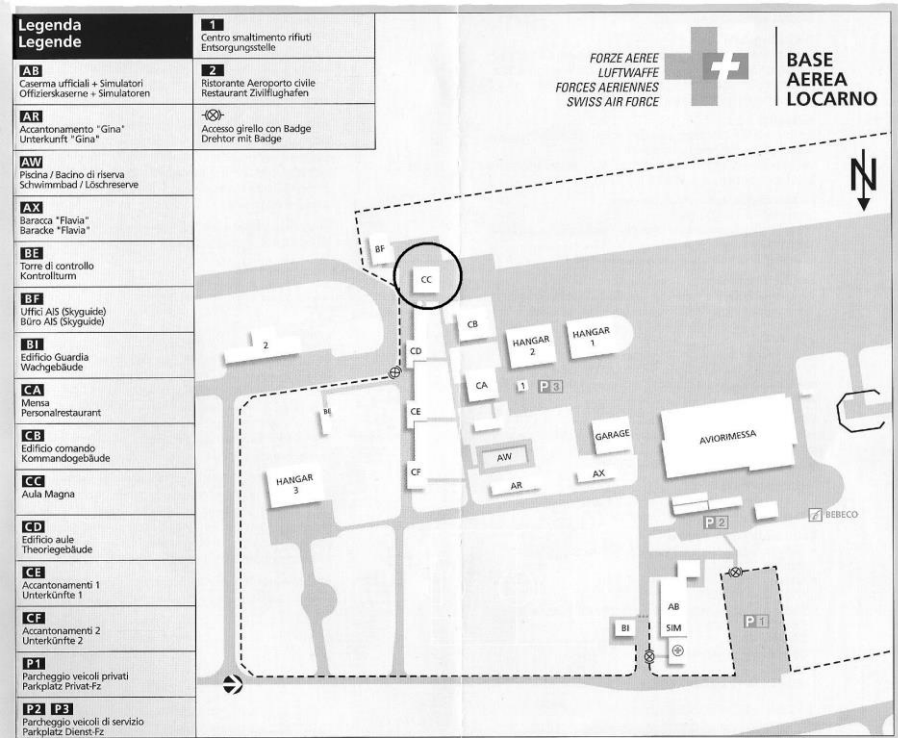 Legenda
Legende
AB
Caserma ufficiali + Simulatori
Offizierskaserne + Simulatoren
AR
Accantonamento "Gina"
Unterkunft "Gina"
AW
Piscina / Bacino di riserva
Schwimmbad / Löschreserve
AX
Baracca "Flavia"
Baracke "Flavia"
BE
Torre di controllo
Kontrollturm
BF
Uffici AIS (Skyguide)
Büro AIS (Skyguide)
BI
Edificio Guardia
Wachgebäude
CA
Mensa
Personalrestaurant
CB
Edificio comando
Kommandogebäude
CC
Aula Magna
CD
Edificio aule
Theoriegebäude
CE
Accantonamenti 1
Unterkünfte 1
CF
Accantonamenti 2
Unterkünfte 2
P1
Parcheggio veicoli privati
Parkplatz Privat-Fz
P2 P3
Parcheggio veicoli di servizio
Parkplatz Dienst-Fz
1
Centro smaltimento rifiuti
Entsorgungsstelle
2
Ristorante Aeroporto civile
Restaurant Zivilflughafen
Accesso girello con Badge
Drehtor mit Badge
FORZE AEREE
LUFTWAFFE
FORCES AERIENNES
SWISS AIR FORCE
BASE
AEREA
LOCARNO
N
BF
CC
CB
2
CD
HANGAR
2
HANGAR
1
CA
1
P 3
CE
GARAGE
AVIORIMESSA
AW
CF
HANGAR
3
AR
AX
P 2
BEBECO
AB
SIM
BI
P 1